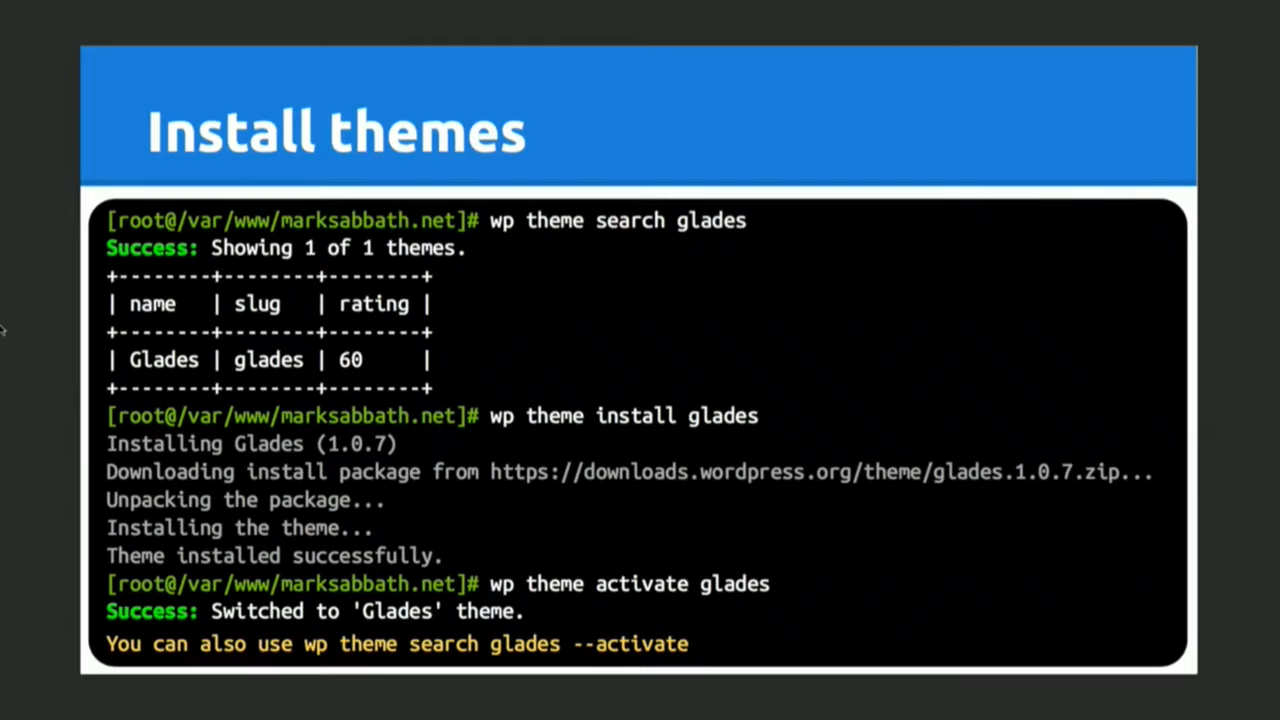 Install themes
[root@/var/www/marksabbath.net]# wp theme search glades
Success: Showing 1 of 1 themes.
+--------+--------+--------+
| name   | slug   | rating |
+--------+--------+--------+
| Glades | glades | 60     |
+--------+--------+--------+
[root@/var/www/marksabbath.net]# wp theme install glades
Installing Glades (1.0.7)
Downloading install package from https://downloads.wordpress.org/theme/glades.1.0.7.zip...
Unpacking the package...
Installing the theme...
Theme installed successfully.
[root@/var/www/marksabbath.net]# wp theme activate glades
Success: Switched to 'Glades' theme.
You can also use wp theme search glades --activate